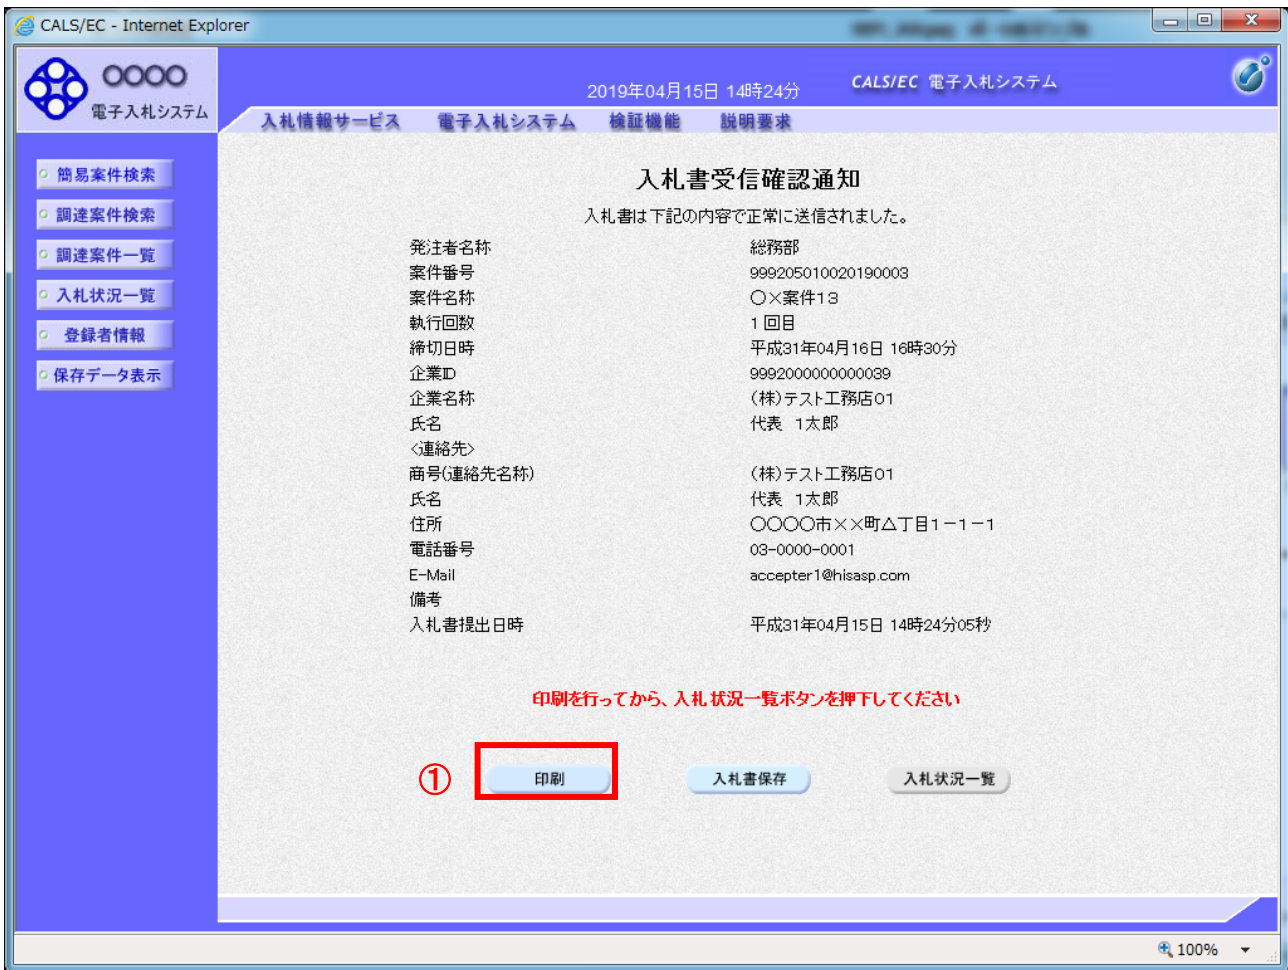 CALS/EC - Internet Explorer
○○○○
電子入札システム
2019年04月15日 14時24分
CALS/EC 電子入札システム
入札情報サービス 電子入札システム 検証機能 説明要求
簡易案件検索
調達案件検索
調達案件一覧
入札状況一覧
登録者情報
保存データ表示
入札書受信確認通知
入札書は下記の内容で正常に送信されました。
発注者名称 総務部
案件番号 999205010020190003
案件名称 ○×案件13
執行回数 1回目
締切日時 平成31年04月16日 16時30分
企業ID 9992000000000039
企業名称 (株)テスト工務店01
氏名 代表 1太郎
<連絡先>
商号(連絡先名称) (株)テスト工務店01
氏名 代表 1太郎
住所 ○○○○市××町△丁目1-1-1
電話番号 03-0000-0001
E-Mail accepter1@hisasp.com
備考
入札書提出日時 平成31年04月15日 14時24分05秒
印刷を行ってから、入札状況一覧ボタンを押下してください
① 印刷 入札書保存 入札状況一覧
100%